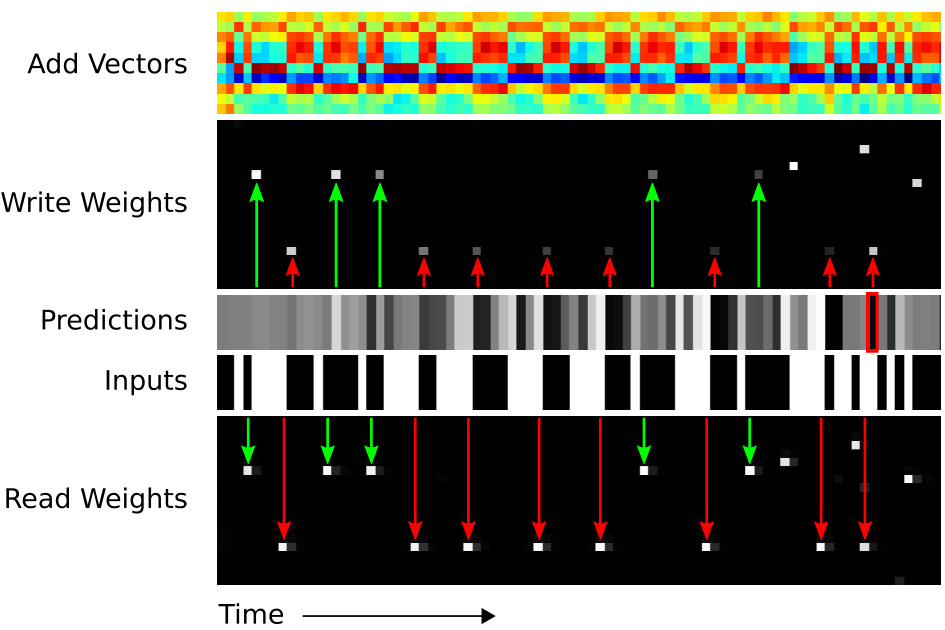 Add Vectors
Write Weights
Predictions
Inputs
Read Weights
Time